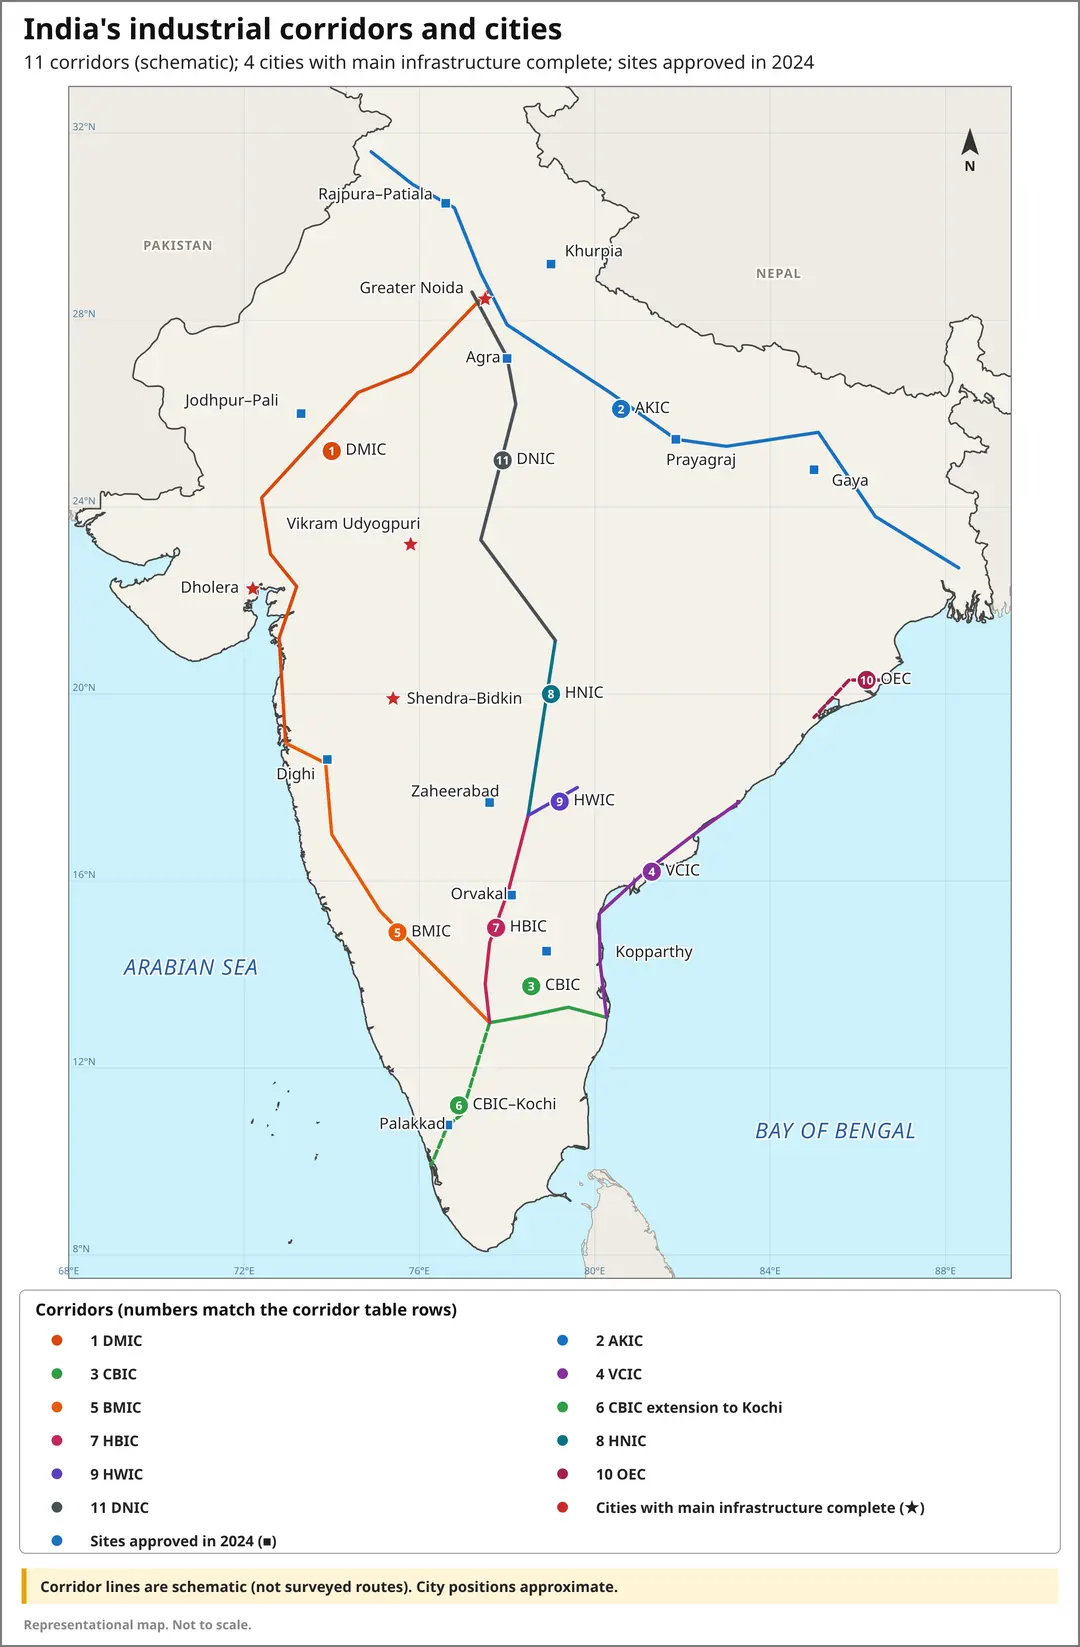 India's industrial corridors and cities
11 corridors (schematic); 4 cities with main infrastructure complete; sites approved in 2024
32°N
N
Rajpura–Patiala
PAKISTAN
Khurpia
NEPAL
Greater Noida
28°N
Agra
Jodhpur–Pali
2 AKIC
1 DMIC
11 DNIC
Prayagraj
Gaya
24°N
Vikram Udyogpuri
Dholera
10 OEC
20°N
8 HNIC
Shendra–Bidkin
Dighi
Zaheerabad
9 HWIC
16°N
4 VCIC
Orvakal
7 HBIC
5 BMIC
Kopparthy
ARABIAN SEA
3 CBIC
12°N
6 CBIC–Kochi
Palakkad
BAY OF BENGAL
8°N
68°E
72°E
76°E
80°E
84°E
88°E
Corridors (numbers match the corridor table rows)
1 DMIC
2 AKIC
3 CBIC
4 VCIC
5 BMIC
6 CBIC extension to Kochi
7 HBIC
8 HNIC
9 HWIC
10 OEC
11 DNIC
Cities with main infrastructure complete (★)
Sites approved in 2024 (■)
Corridor lines are schematic (not surveyed routes). City positions approximate.
Representational map. Not to scale.